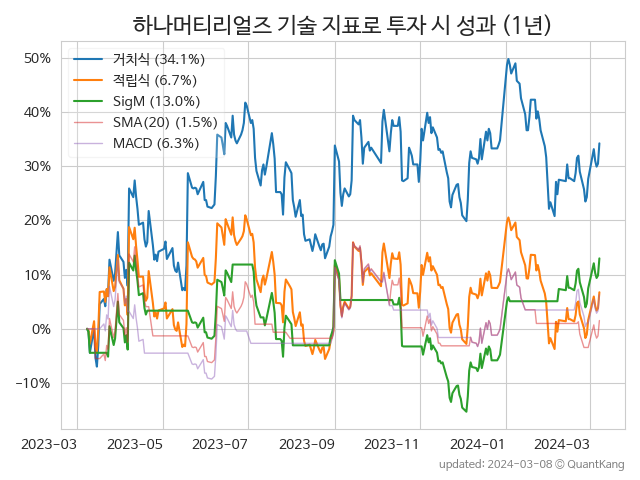 하나머티리얼즈 기술 지표로 투자 시 성과 (1년)
거치식 (34.1%)
적립식 (6.7%)
SigM (13.0%)
SMA(20) (1.5%)
MACD (6.3%)
50%
40%
30%
20%
10%
0%
−10%
2023−03 2023−05 2023−07 2023−09 2023−11 2024−01 2024−03
updated: 2024-03-08 © QuantKang